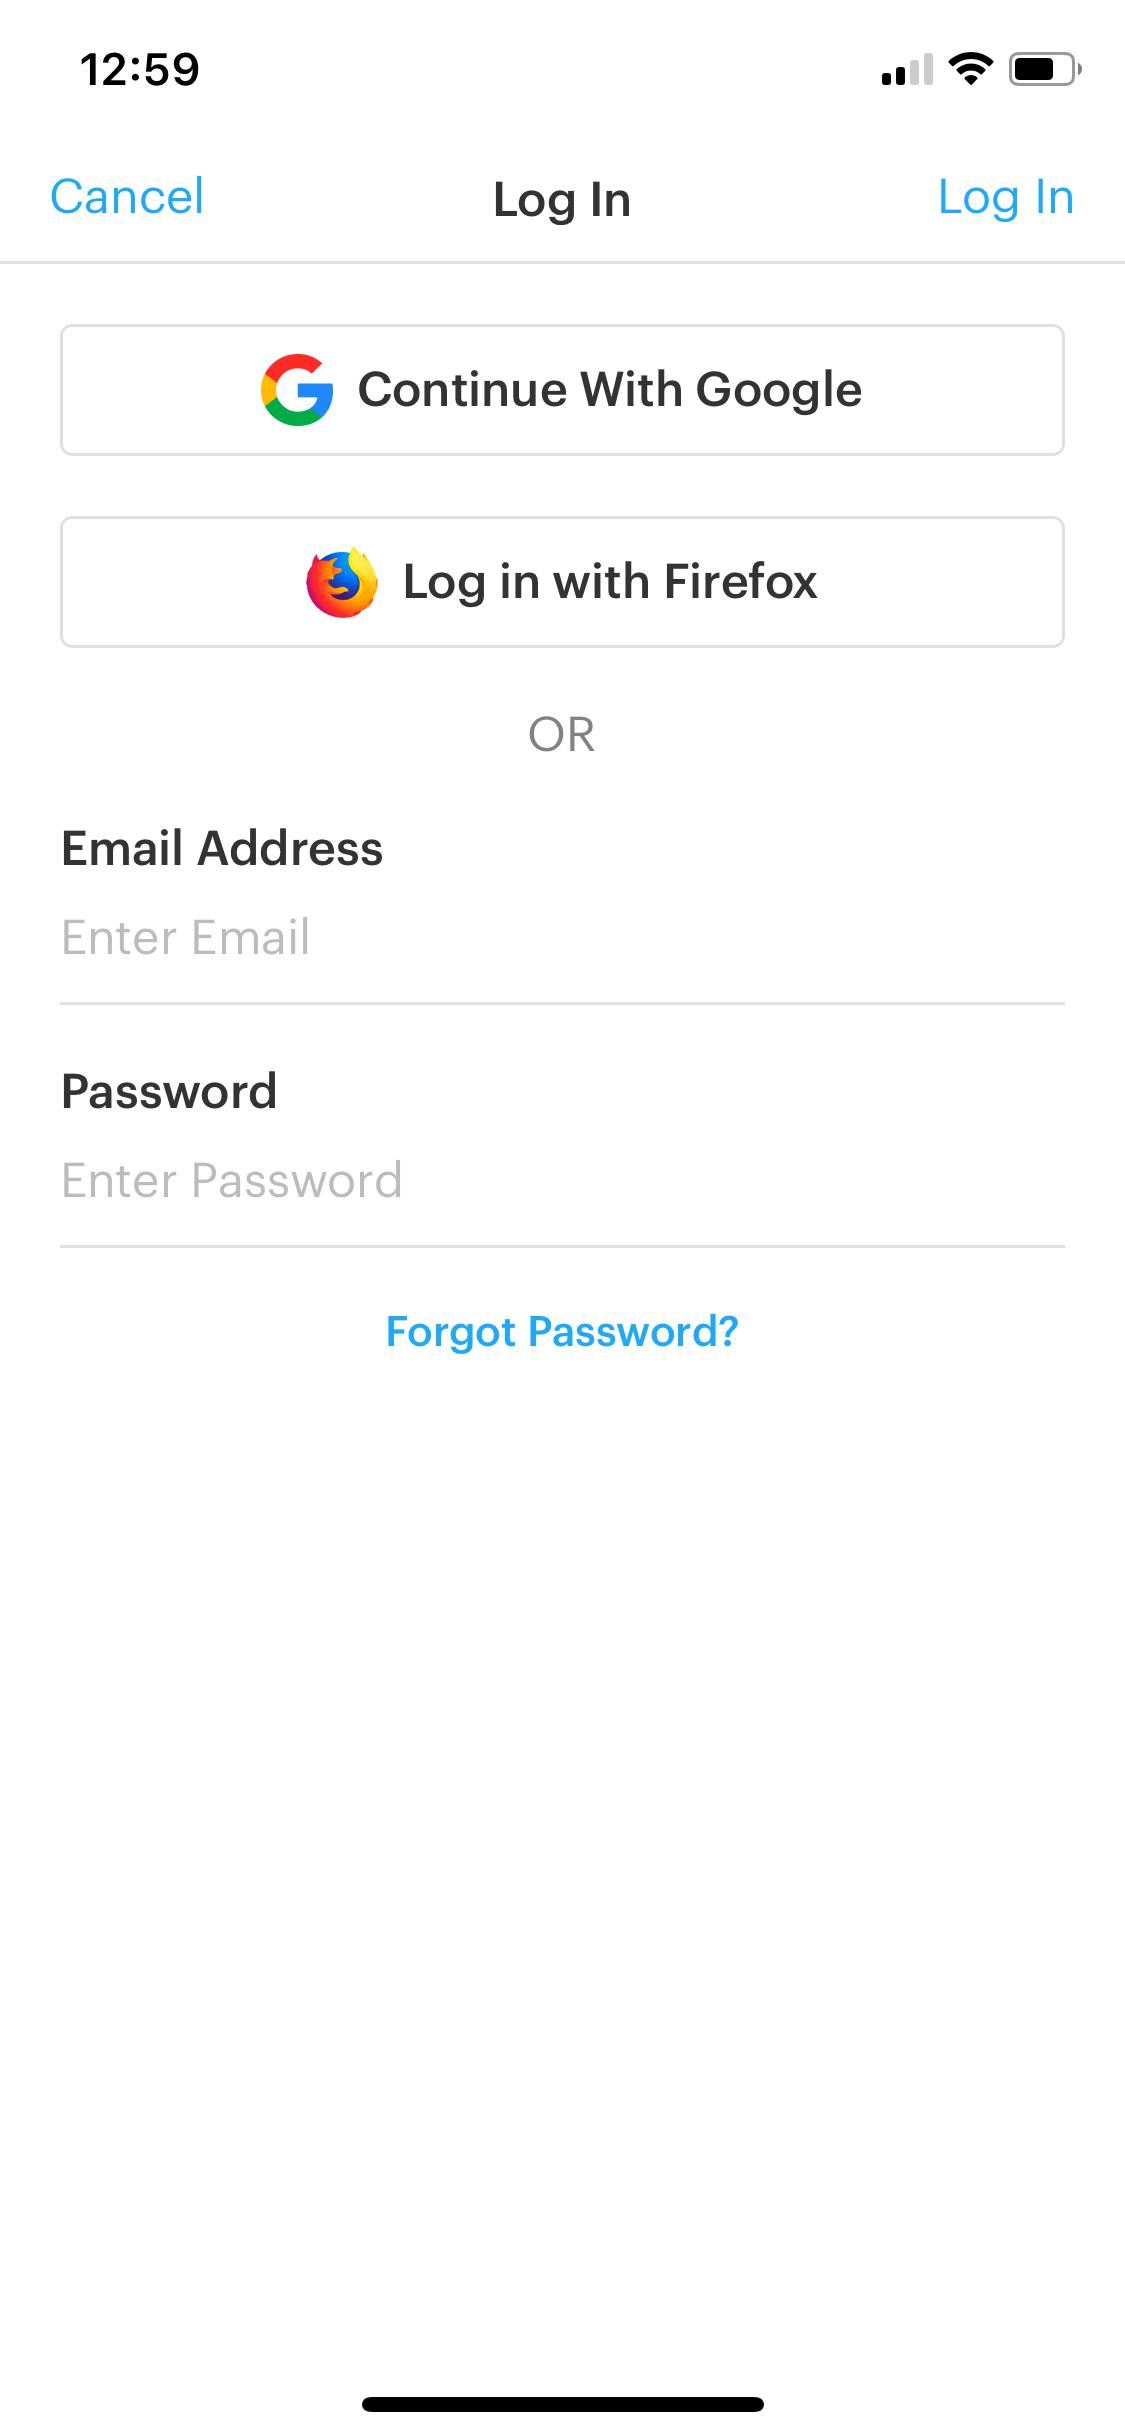 12:59
Cancel
Log In
Log In
Continue With Google
Log in with Firefox
OR
Email Address
Enter Email
Password
Enter Password
Forgot Password?